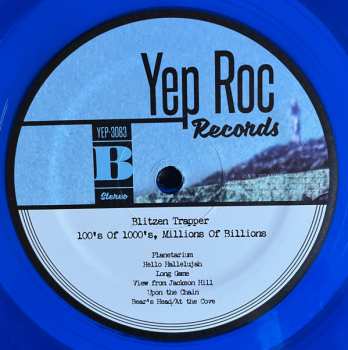 Yep Roc
Records
YEP-3083
B
Stereo
Blitzen Trapper
100's Of 1000's, Millions Of Billions
Planetarium
Hello Hallelujah
Long Game
View from Jackson Hill
Upon the Chain
Bear's Head/At the Cove